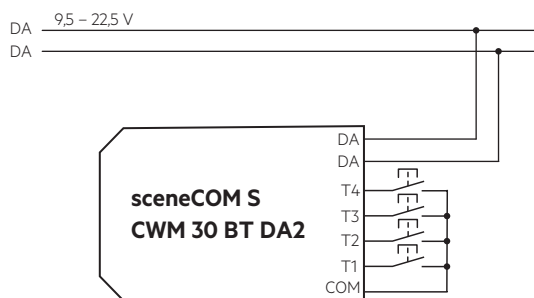 DA 9,5 – 22,5 V
DA
DA
DA
sceneCOM S
CWM 30 BT DA2
T4
T3
T2
T1
COM